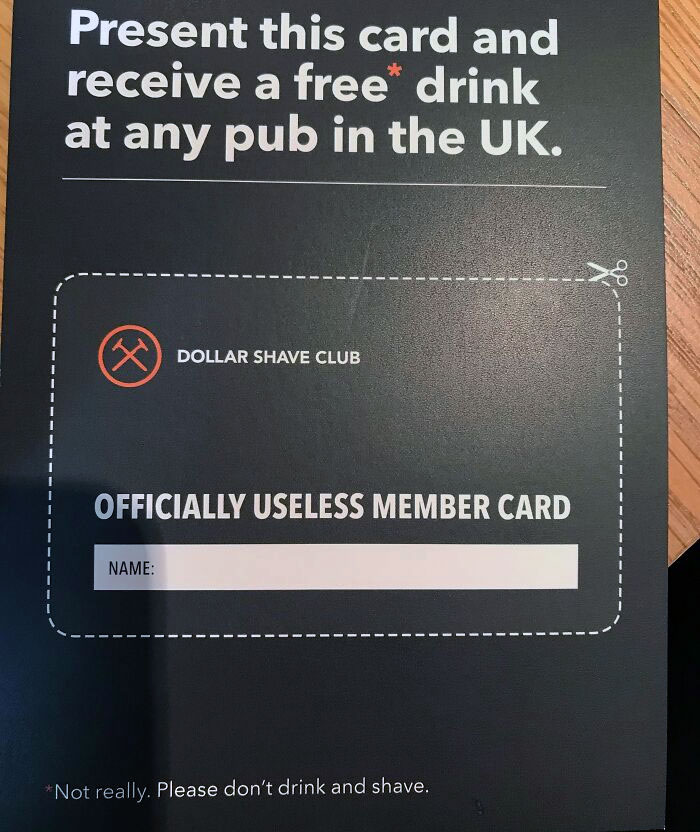 Present this card and
receive a free* drink
at any pub in the UK.
DOLLAR SHAVE CLUB
OFFICIALLY USELESS MEMBER CARD
NAME:
*Not really. Please don't drink and shave.